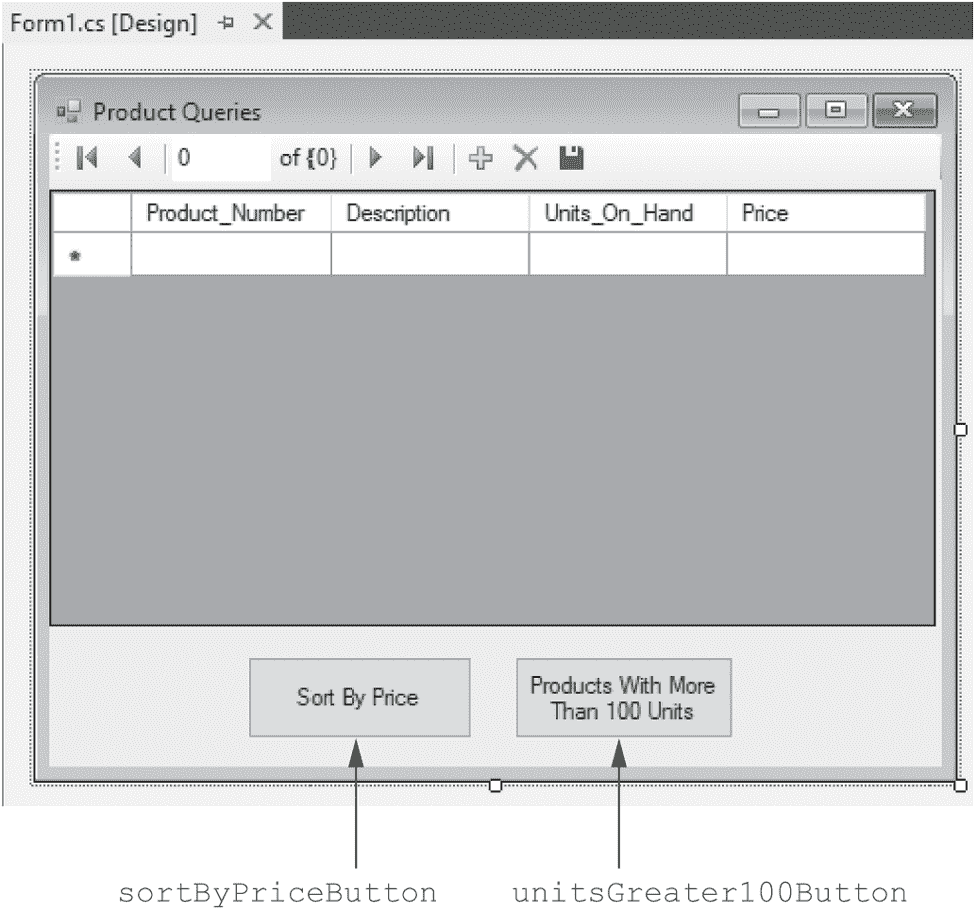 Form1.cs [Design]
Product Queries
0 of {0}
Product_Number Description Units_On_Hand Price
*
Sort By Price
Products With More
Than 100 Units
sortByPriceButton unitsGreater100Button